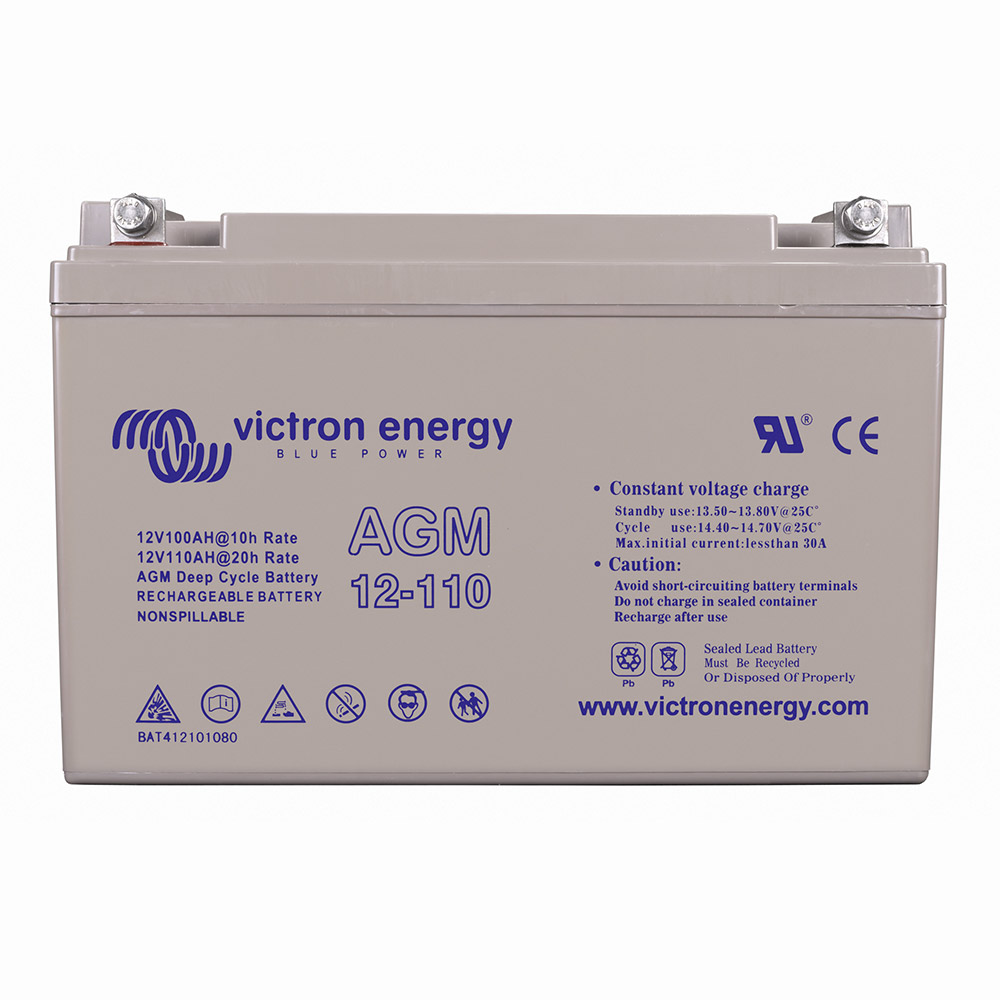 victron energy
BLUE POWER
12V100AH@10h Rate
12V110AH@20h Rate
AGM Deep Cycle Battery
RECHARGEABLE BATTERY
NONSPILLABLE
AGM
12-110
BAT412101080
RU® CE
• Constant voltage charge
Standby use:13.50~13.80V@25C°
Cycle use:14.40~14.70V@25C°
Max.initial current:lessthan 30A
• Caution:
Avoid short-circuiting battery terminals
Do not charge in sealed container
Recharge after use
Pb Pb
Sealed Lead Battery
Must Be Recycled
Or Disposed Of Properly
www.victronenergy.com